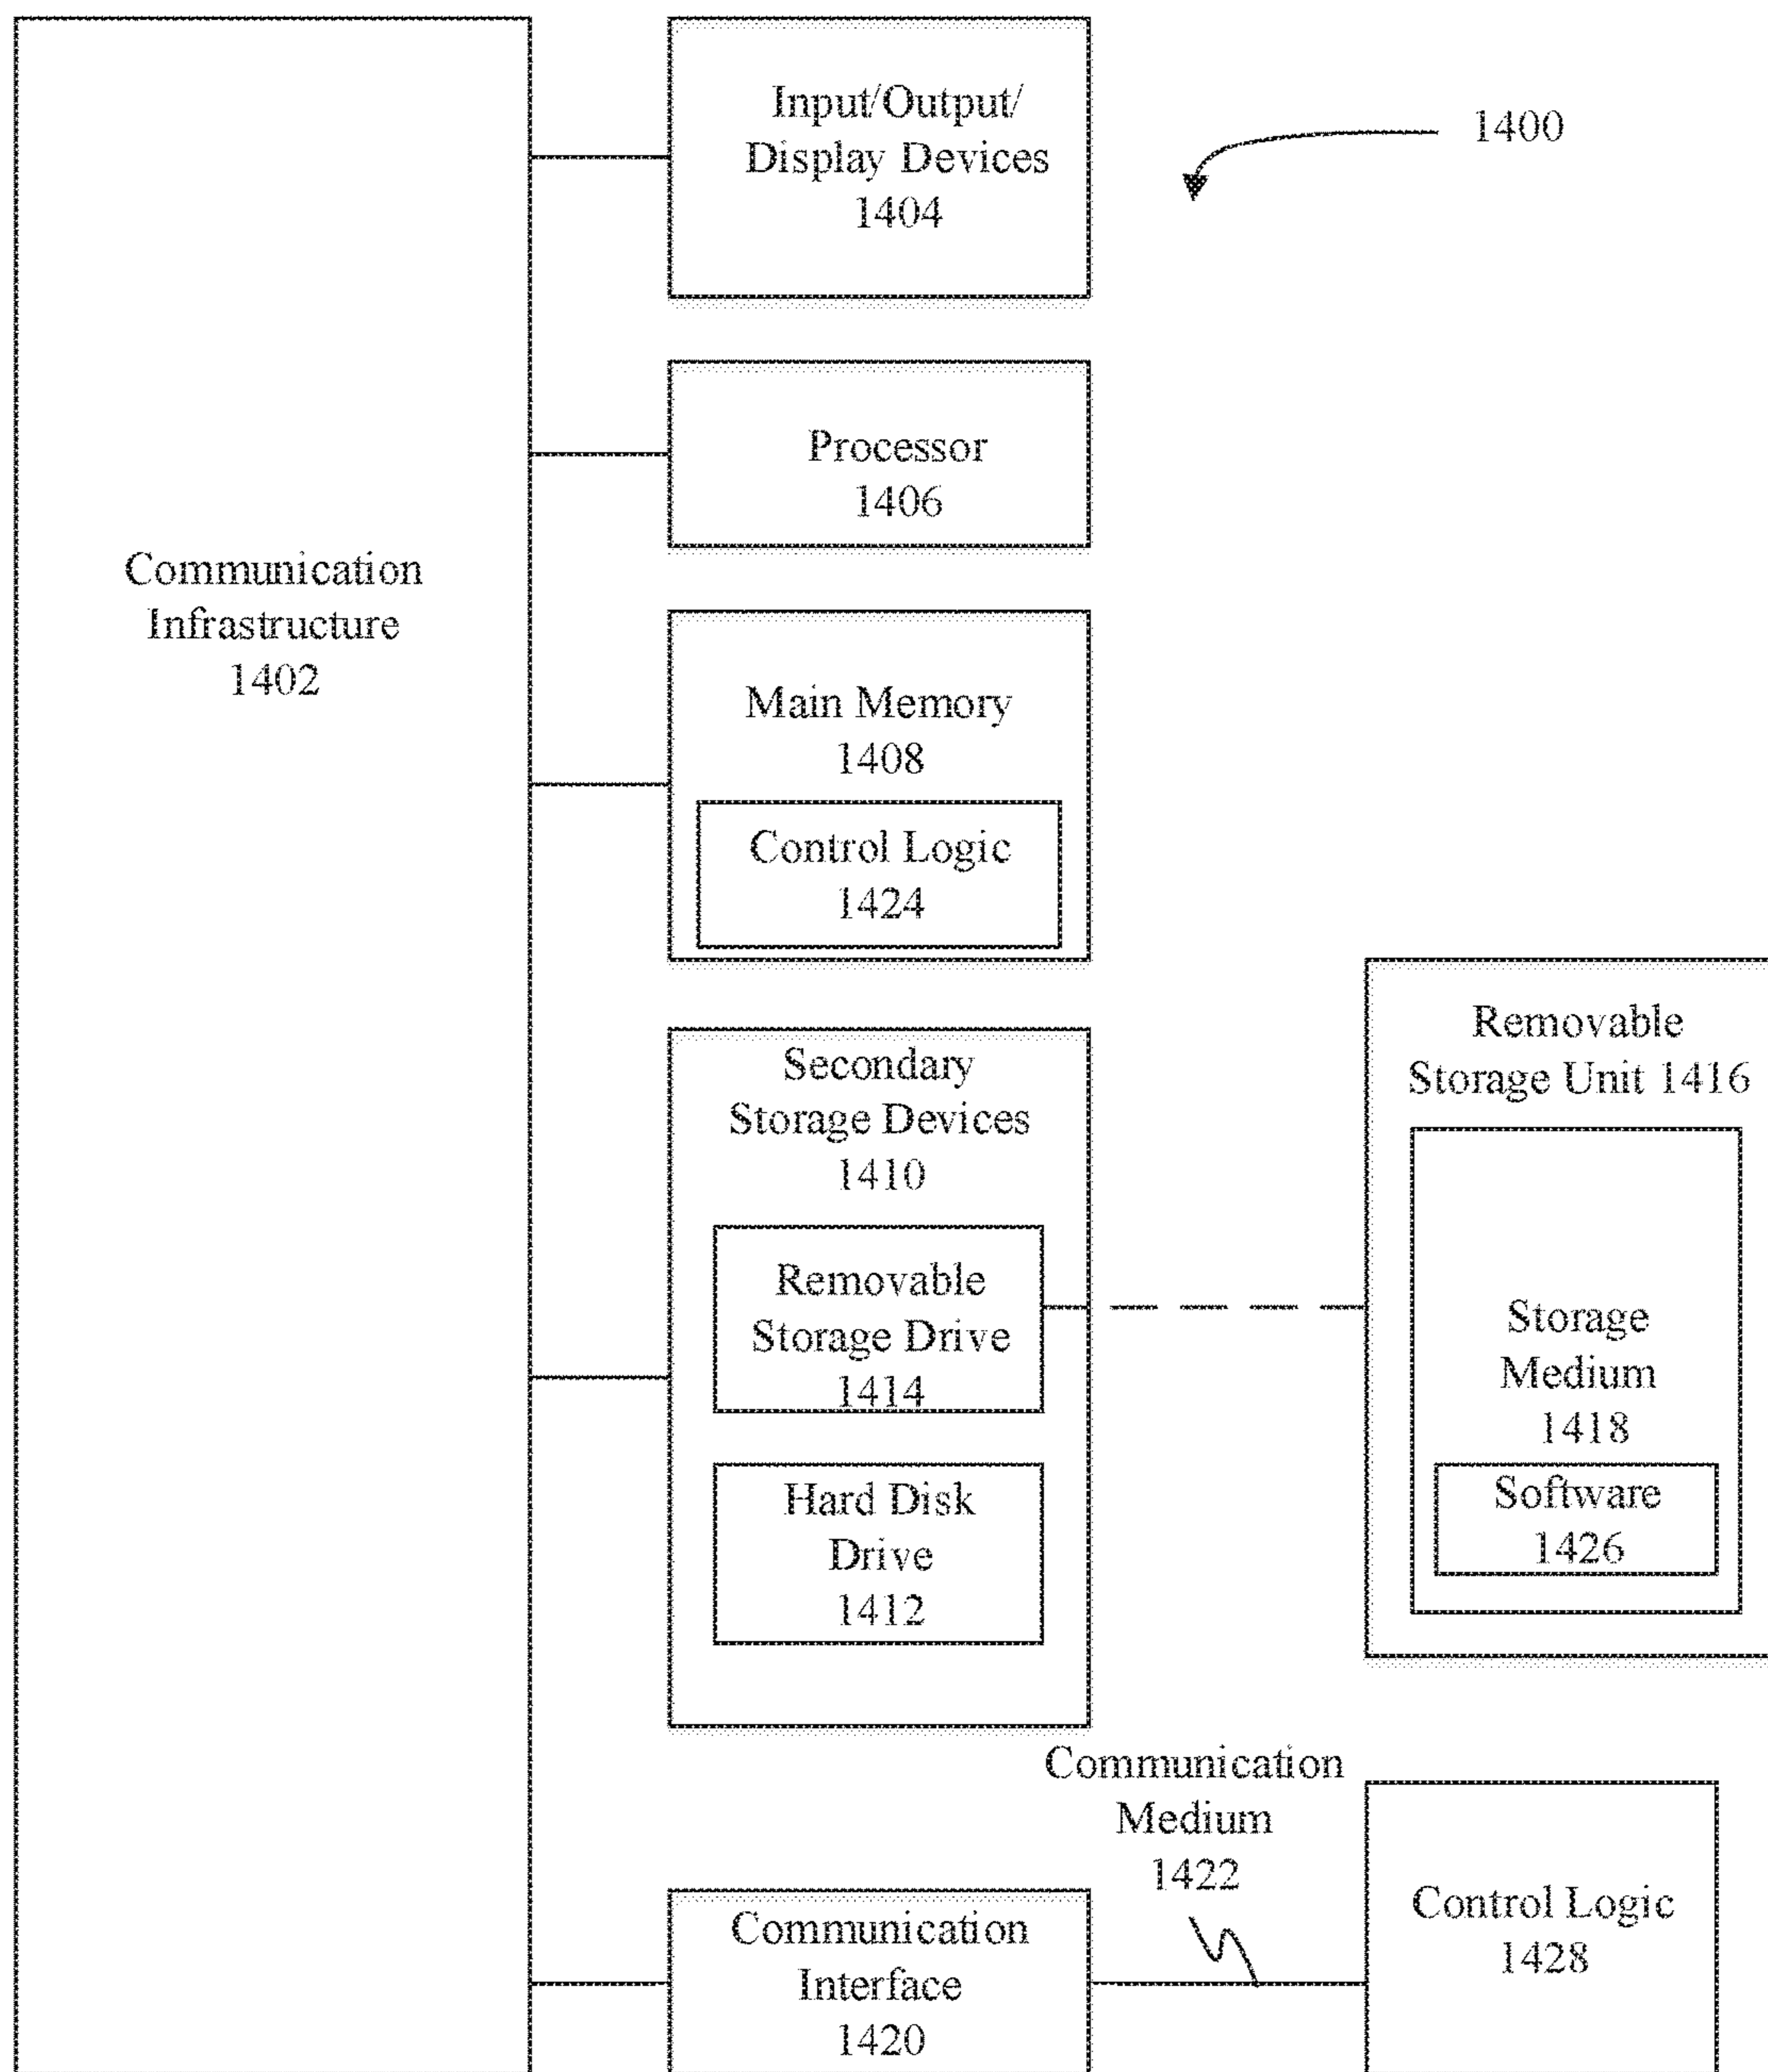 Input/Output/
Display Devices
1404
1400
Processor
1406
Communication
Infrastructure
1402
Main Memory
1408
Control Logic
1424
Secondary
Storage Devices
1410
Removable
Storage Drive
1414
Hard Disk
Drive
1412
Removable
Storage Unit 1416
Storage
Medium
1418
Software
1426
Communication
Medium
1422
Communication
Interface
1420
Control Logic
1428